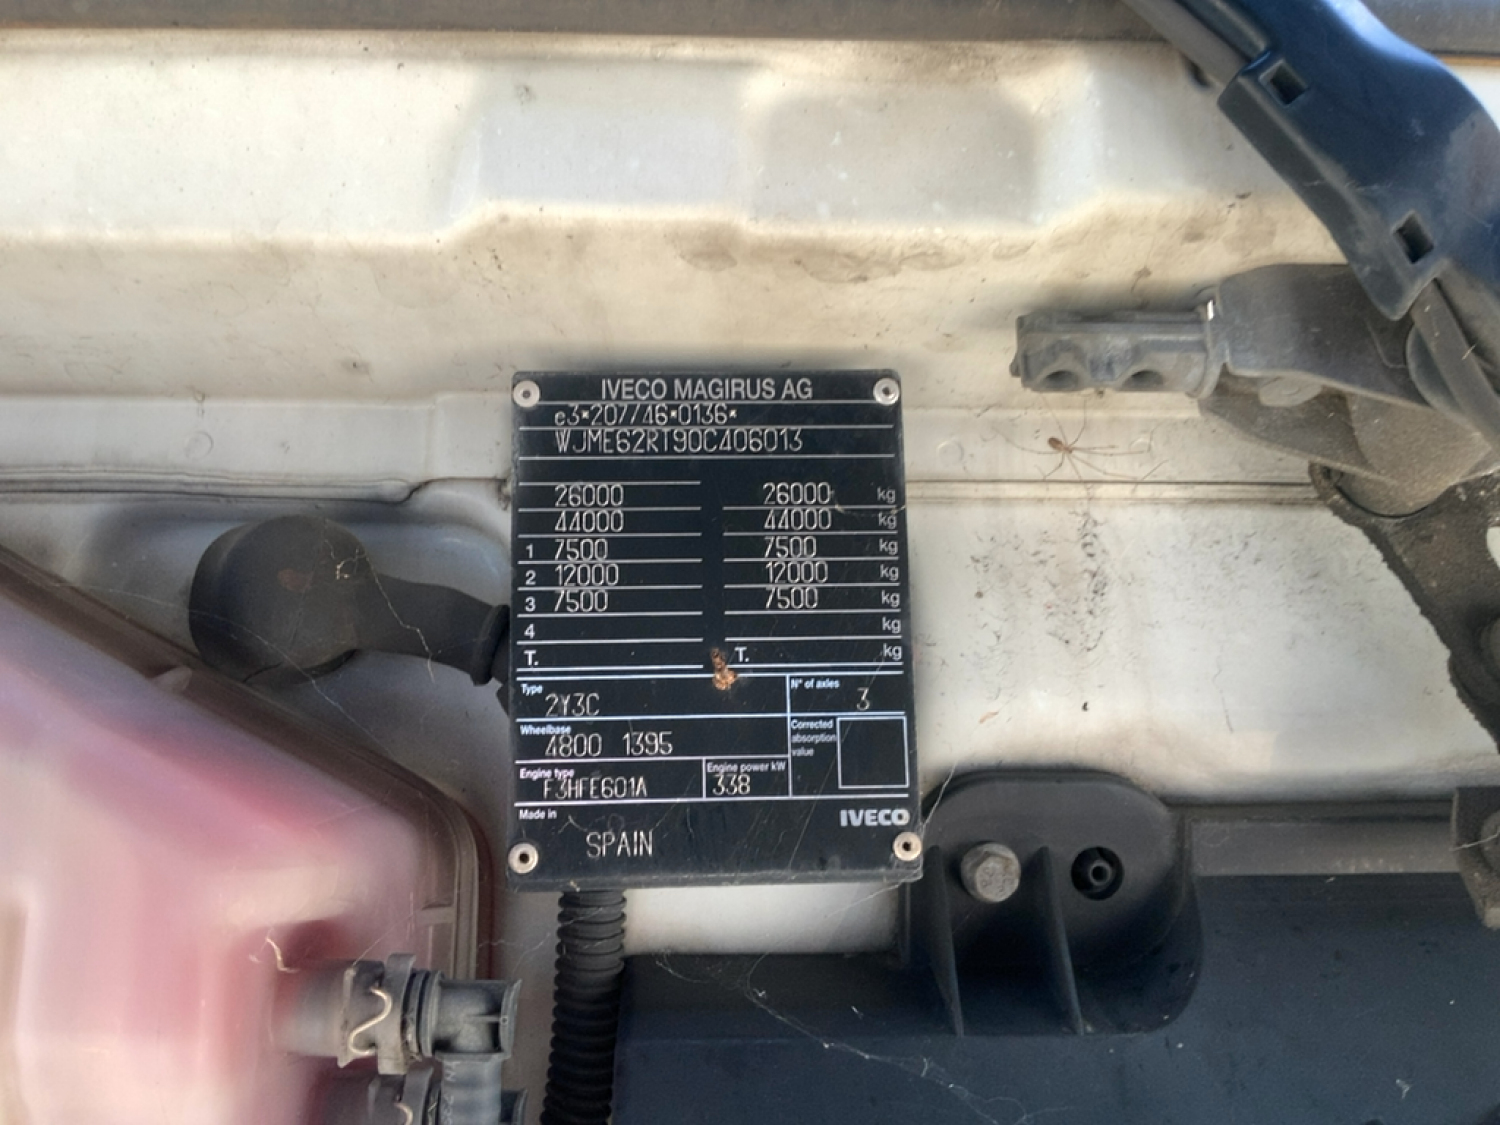 IVECO MAGIRUS AG
e3*207746*0136*
WJME62RT90C406013
26000 26000 kg
44000 44000 kg
1 7500 7500 kg
2 12000 12000 kg
3 7500 7500 kg
4 kg
T. T. kg
Type 2Y3C N° of axles 3
Wheelbase 4800 1395 Corrected absorption value
Engine type F3HFE601A Engine power kW 338
Made in SPAIN IVECO